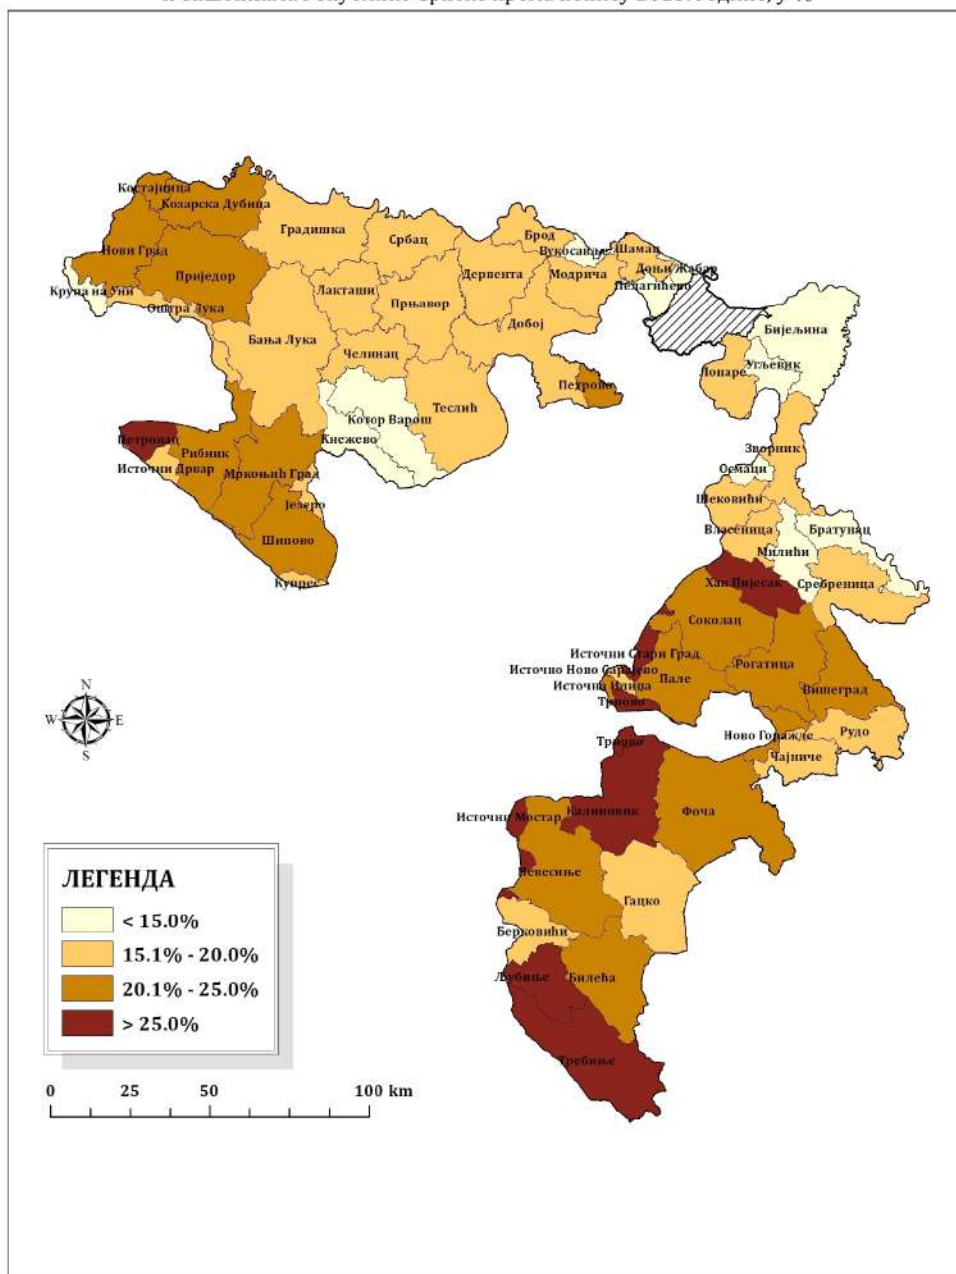 Костајница
Козарска Дубица
Градишка
Србац
Брод
Вукосавље
Шамац
Нови Град
Приједор
Дервента
Модрича
Доњи Жабар
Пелагићево
Крупа на Уни
Оштра Лука
Лакташи
Прњавор
Добој
Бијељина
Бања Лука
Челинац
Угљевик
Лопаре
Петрово
Теслић
Котор Варош
Кнежево
Петровац
Рибник
Источни Дрвар
Мркоњић Град
Зворник
Осмаци
Језеро
Шековићи
Власеница
Братунац
Шипово
Милићи
Купрес
Хан Пијесак
Сребреница
Соколац
Источни Стари Град
Источно Ново Сарајево
Рогатица
Источна Илиџа
Пале
Вишеград
Трново
N
W E
S
Ново Горажде
Рудо
Трново
Чајниче
Источни Мостар
Калиновик
Фоча
Невесиње
Гацко
Берковићи
Љубиње
Билећа
Требиње
ЛЕГЕНДА
< 15.0%
15.1% - 20.0%
20.1% - 25.0%
> 25.0%
0 25 50 100 km